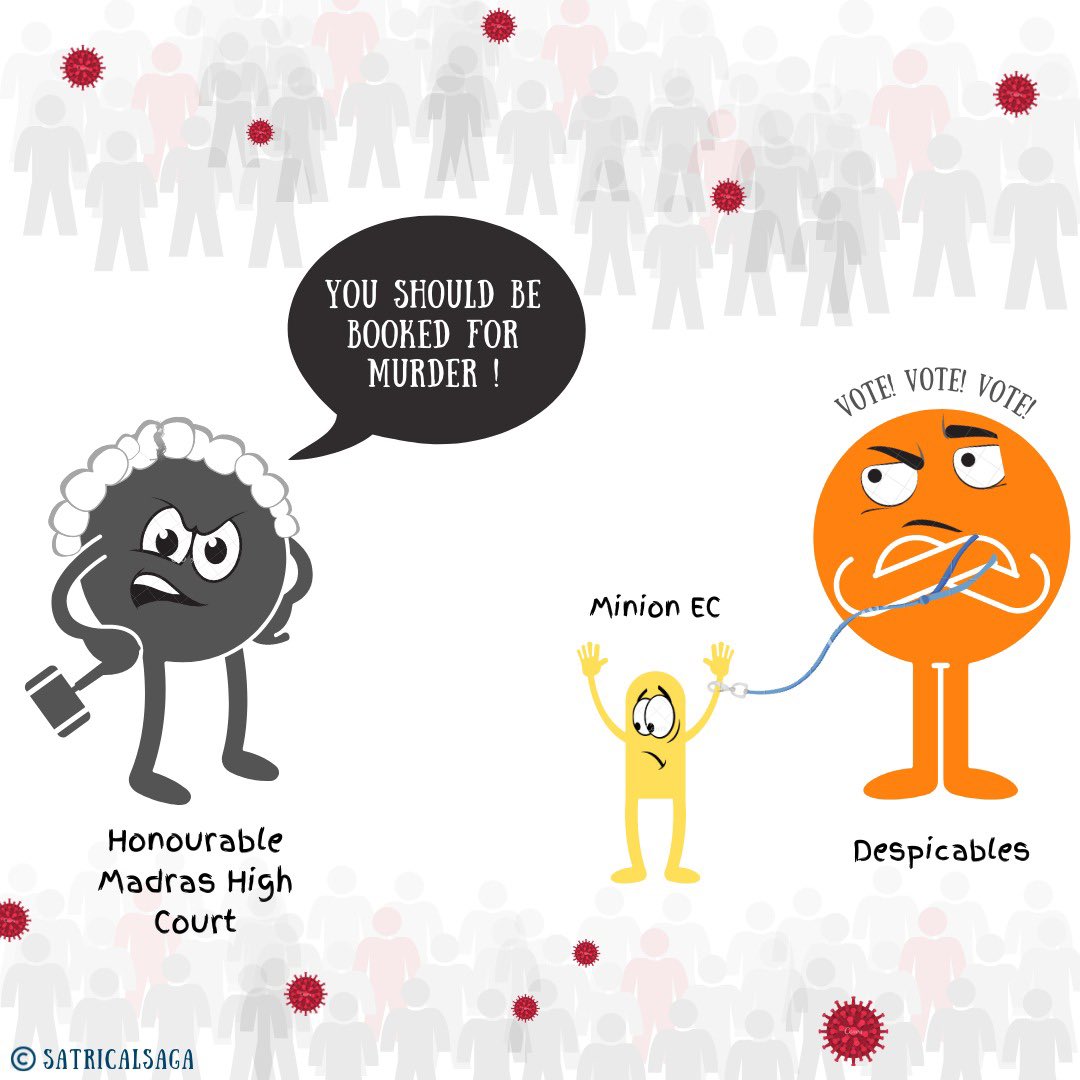 YOU SHOULD BE
BOOKED FOR
MURDER !
VOTE! VOTE! VOTE!
Minion EC
Honourable
Madras High
Court
Despicables
© SATRICALSAGA